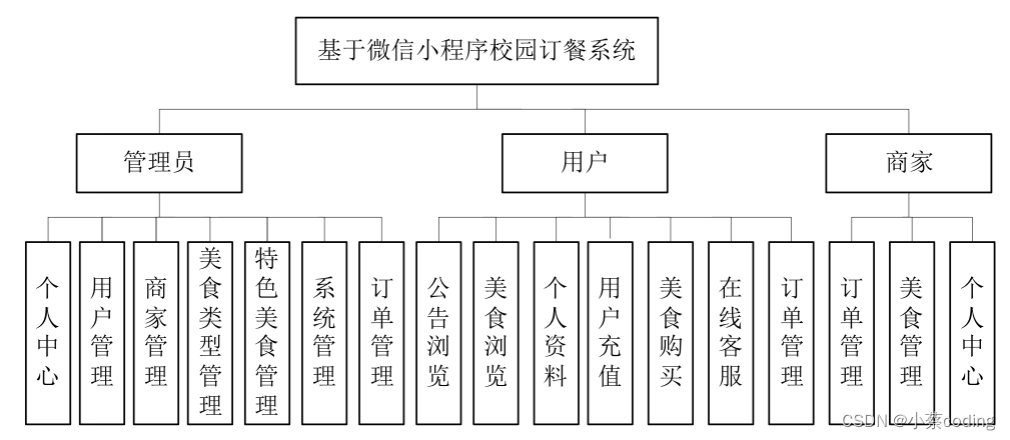 基于微信小程序校园订餐系统
管理员
用户
商家
个人中心
用户管理
商家管理
美食类型管理
特色美食管理
系统管理
订单管理
公告浏览
美食浏览
个人资料
用户充值
美食购买
在线客服
订单管理
订单管理
美食管理
个人中心
CSDN @小蔡coding